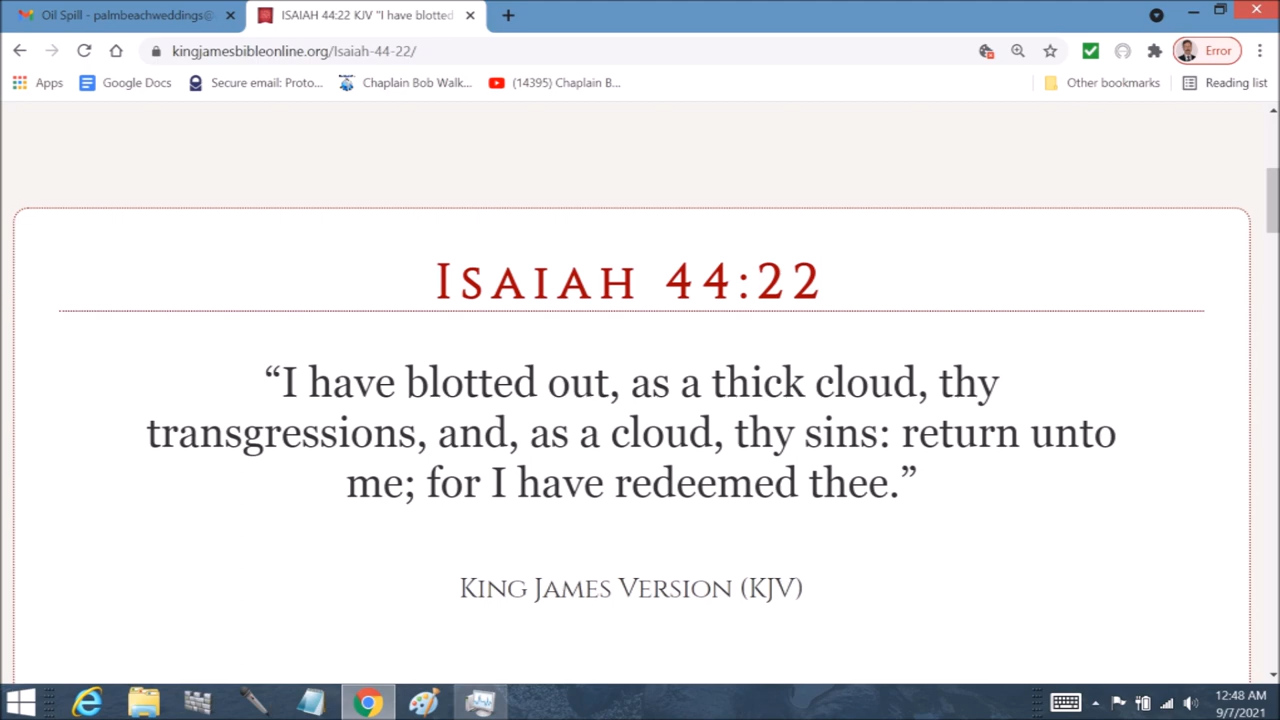 Oil Spill - palmbeachweddings@
ISAIAH 44:22 KJV "I have blotted
kingjamesbibleonline.org/Isaiah-44-22/
Error
Apps
Google Docs
Secure email: Proto...
Chaplain Bob Walk...
(14395) Chaplain B...
Other bookmarks
Reading list
ISAIAH 44:22
“I have blotted out, as a thick cloud, thy
transgressions, and, as a cloud, thy sins: return unto
me; for I have redeemed thee.”
KING JAMES VERSION (KJV)
12:48 AM
9/7/2021